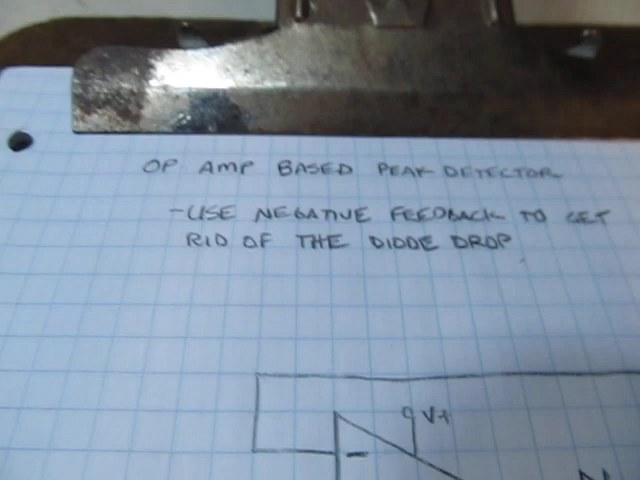 OP AMP BASED PEAK DETECTOR
-USE NEGATIVE FEEDBACK TO GET
RID OF THE DIODE DROP
V+
-